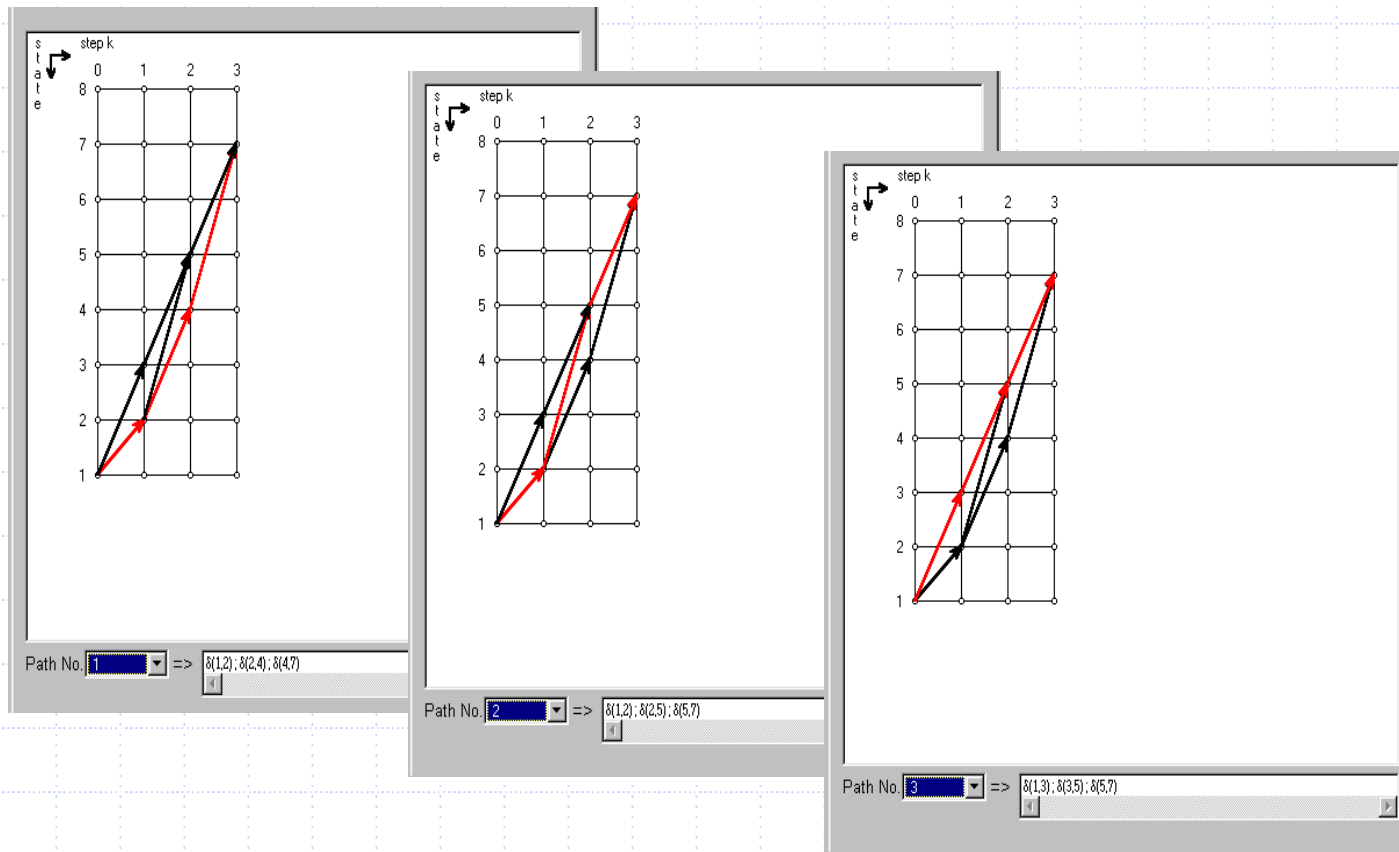 state
step k
0 1 2 3
8
7
6
5
4
3
2
1
Path No. 1 => δ(1,2); δ(2,4); δ(4,7)
state
step k
0 1 2 3
8
7
6
5
4
3
2
1
Path No. 2 => δ(1,2); δ(2,5); δ(5,7)
state
step k
0 1 2 3
8
7
6
5
4
3
2
1
Path No. 3 => δ(1,3); δ(3,5); δ(5,7)